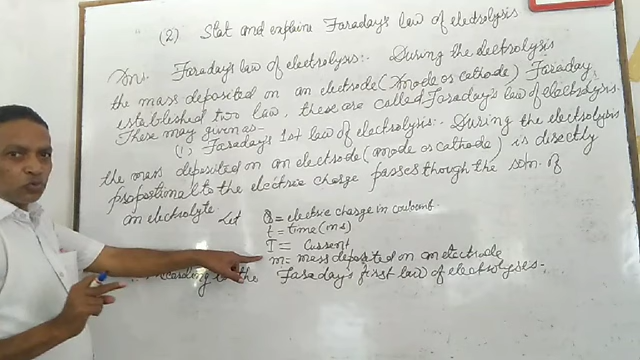 (2) Stat and explaine Faraday's law of electrolysis
Ans:- Faraday's law of electrolysis:- During the electrolysis
the mass deposited on an electrode (Anode or cathode) Faraday
established two law, these are called Faraday's law of electrolysis.
These may given as-
(i) Faraday's 1st law of electrolysis:- During the electrolysis
the mass deposited on an electrode (anode or cathode) is directly
proportional to the electric charge passes though the soln. of
an electrolyte.
Let Q = electric charge in coulomb.
t = time (in s)
I = Current
m = mass deposited on an electrode
According to the Faraday's first law of electrolyses-